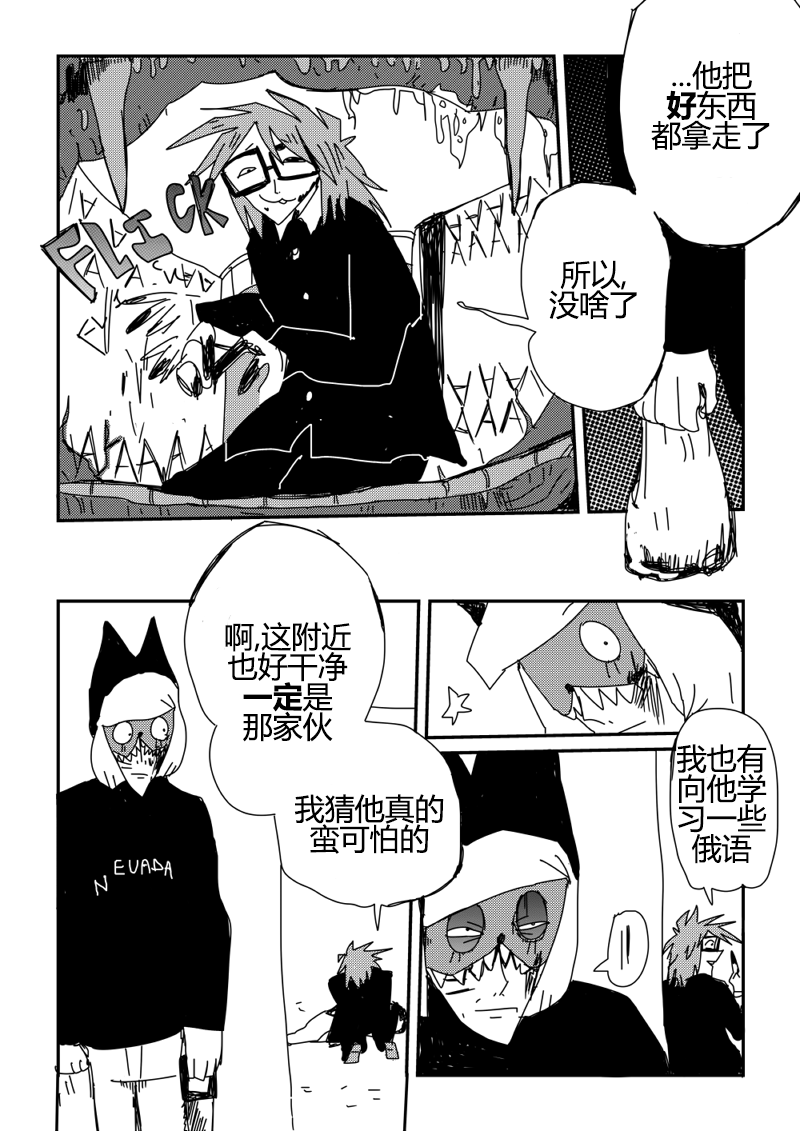 ...他把
好东西
都拿走了
所以,
没啥了
FLICK
啊,这附近
也好干净
一定是
那家伙
我猜他真的
蛮可怕的
NEVADA
我也有
向他学
习一些
俄语